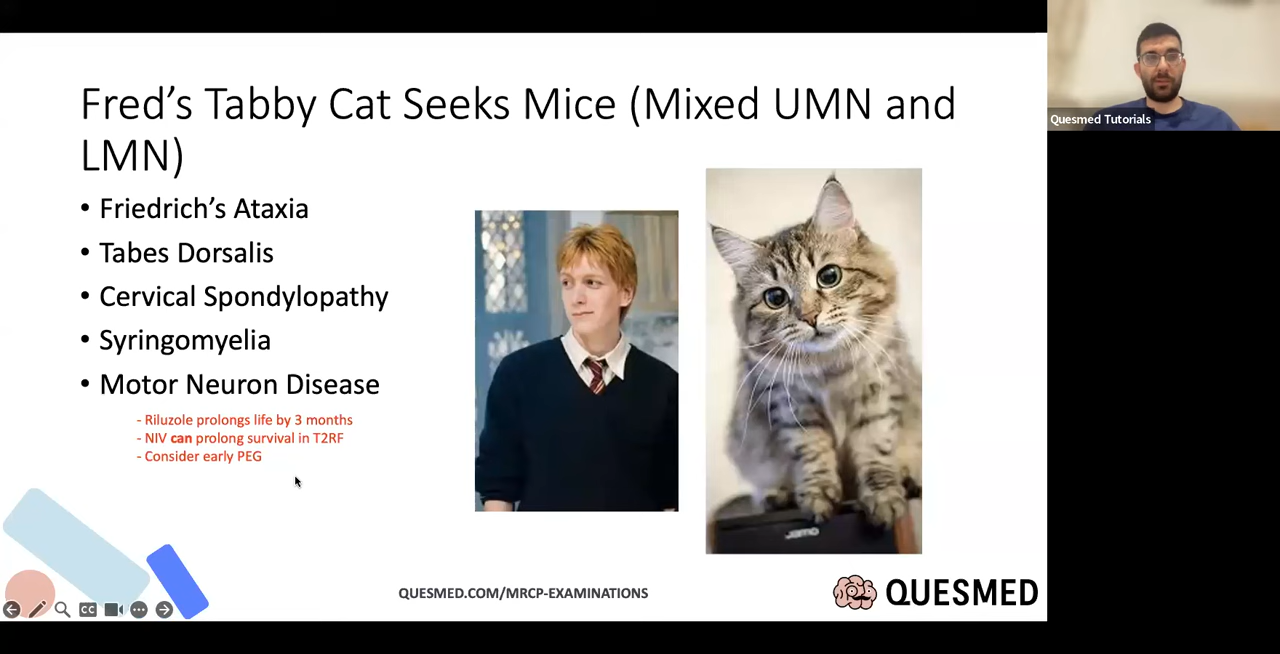 Fred's Tabby Cat Seeks Mice (Mixed UMN and
LMN)
• Friedrich's Ataxia
• Tabes Dorsalis
• Cervical Spondylopathy
• Syringomyelia
• Motor Neuron Disease
- Riluzole prolongs life by 3 months
- NIV can prolong survival in T2RF
- Consider early PEG
Jamo
CC
QUESMED.COM/MRCP-EXAMINATIONS
QUESMED
Quesmed Tutorials